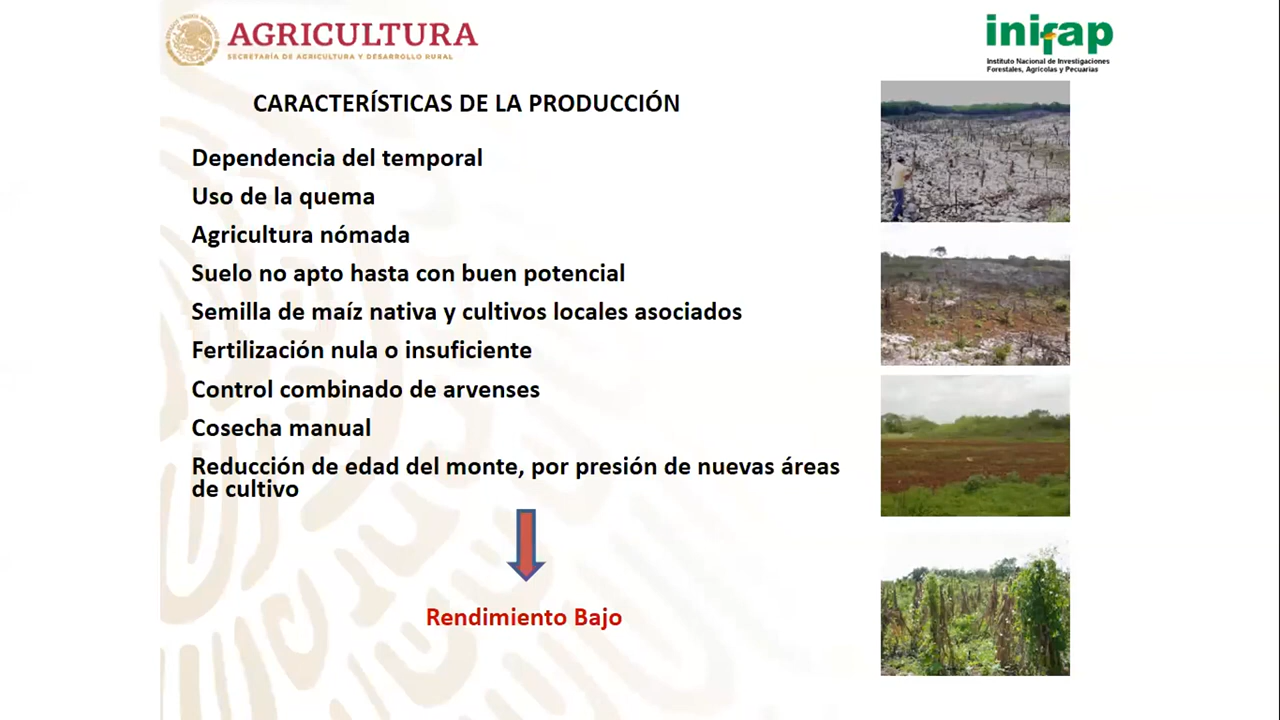 AGRICULTURA
SECRETARÍA DE AGRICULTURA Y DESARROLLO RURAL
inifap
Instituto Nacional de Investigaciones
Forestales, Agrícolas y Pecuarias
CARACTERÍSTICAS DE LA PRODUCCIÓN
Dependencia del temporal
Uso de la quema
Agricultura nómada
Suelo no apto hasta con buen potencial
Semilla de maíz nativa y cultivos locales asociados
Fertilización nula o insuficiente
Control combinado de arvenses
Cosecha manual
Reducción de edad del monte, por presión de nuevas áreas
de cultivo
Rendimiento Bajo